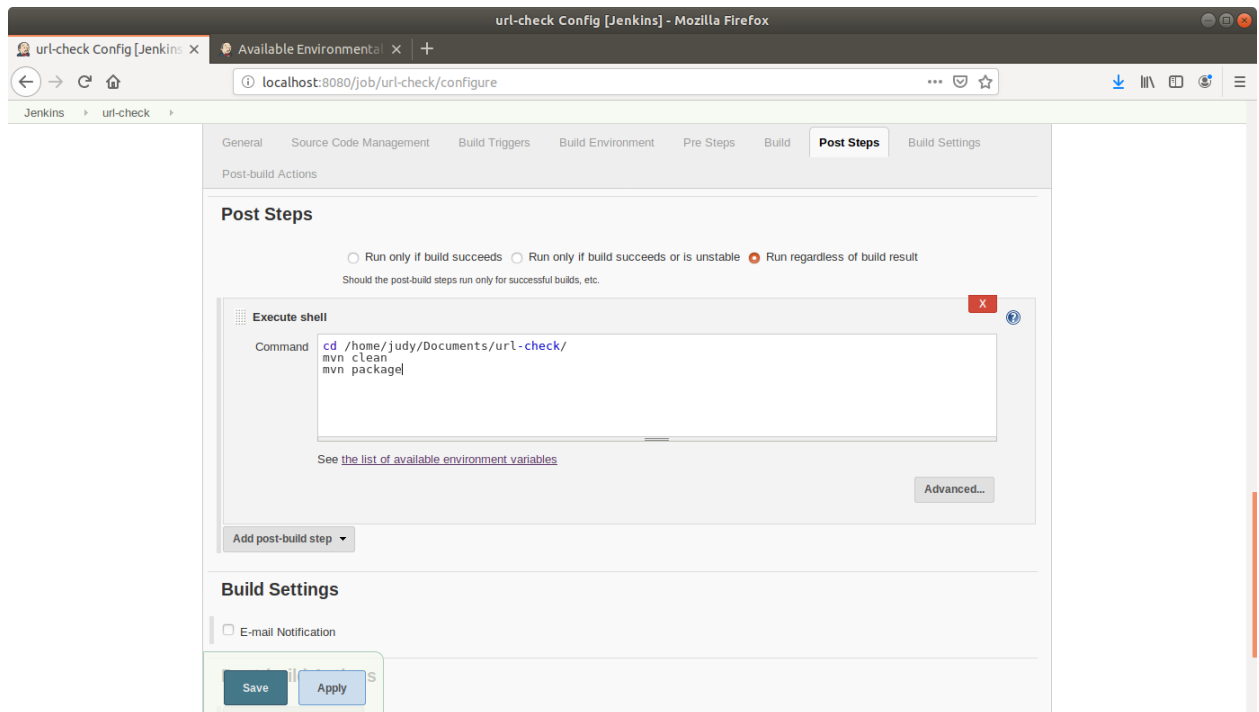 url-check Config [Jenkins] - Mozilla Firefox
url-check Config [Jenkins Available Environmental
localhost:8080/job/url-check/configure
Jenkins url-check
General Source Code Management Build Triggers Build Environment Pre Steps Build Post Steps Build Settings
Post-build Actions
Post Steps
Run only if build succeeds Run only if build succeeds or is unstable Run regardless of build result
Should the post-build steps run only for successful builds, etc.
X
Execute shell
Command
cd /home/judy/Documents/url-check/
mvn clean
mvn package
See the list of available environment variables
Advanced...
Add post-build step
Build Settings
E-mail Notification
Save Apply